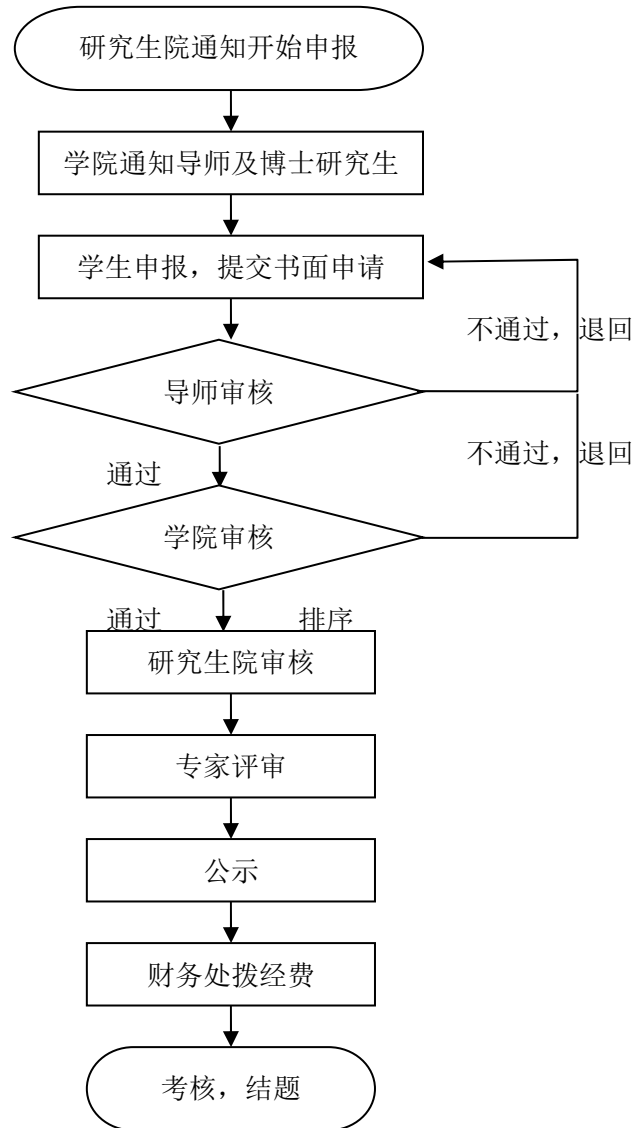 研究生院通知开始申报
学院通知导师及博士研究生
学生申报，提交书面申请
不通过，退回
导师审核
不通过，退回
通过
学院审核
通过 排序
研究生院审核
专家评审
公示
财务处拨经费
考核，结题